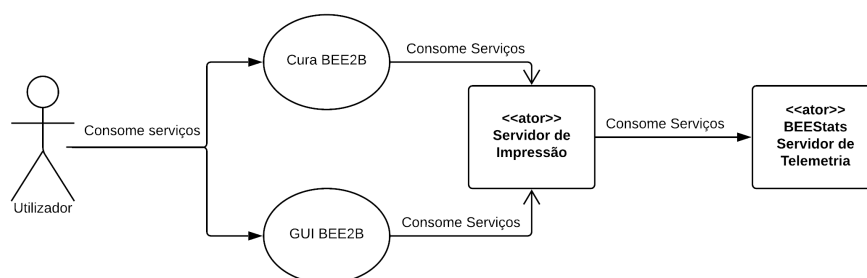 Cura BEE2B
Consome Serviços
Consome serviços
<<ator>>
Servidor de
Impressão
Consome Serviços
<<ator>>
BEEStats
Servidor de
Telemetria
Utilizador
GUI BEE2B
Consome Serviços